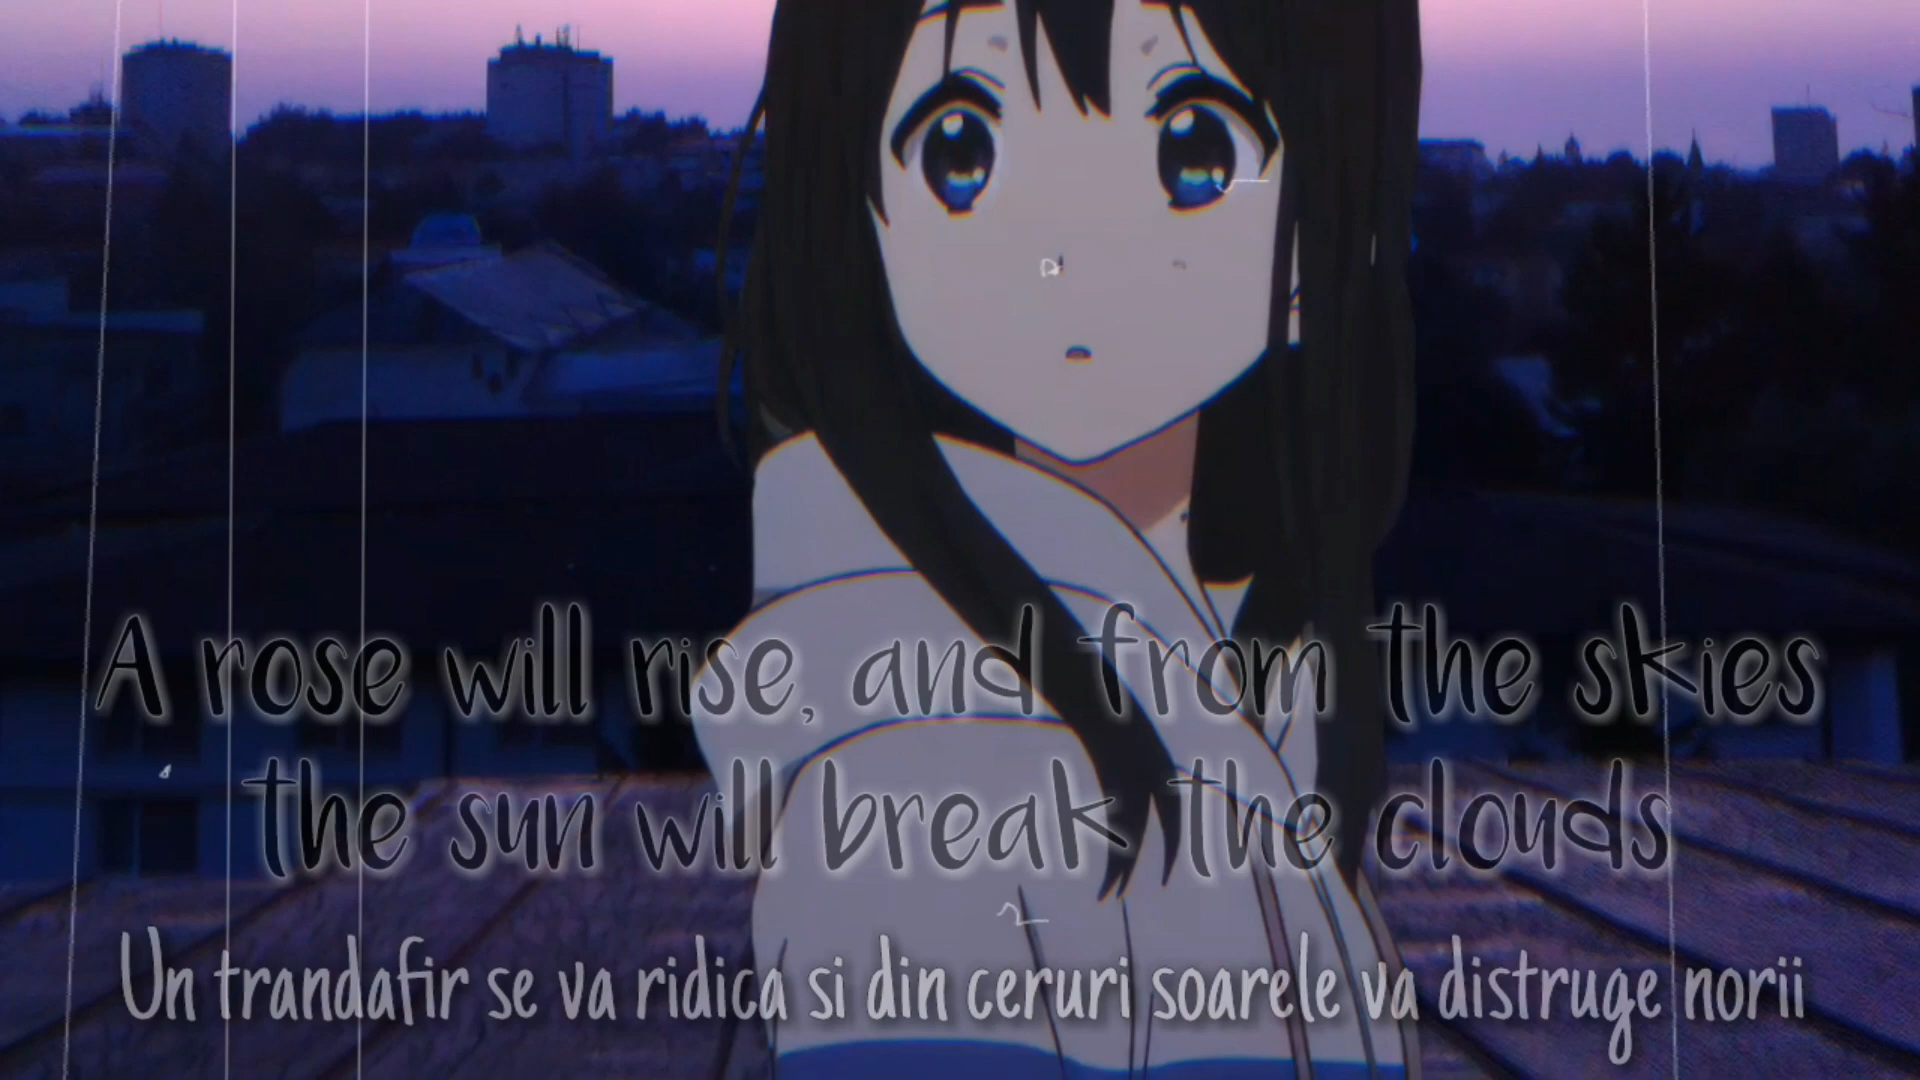 A rose will rise, and from the skies
the sun will break the clouds
Un trandafir se va ridica si din ceruri soarele va distruge norii